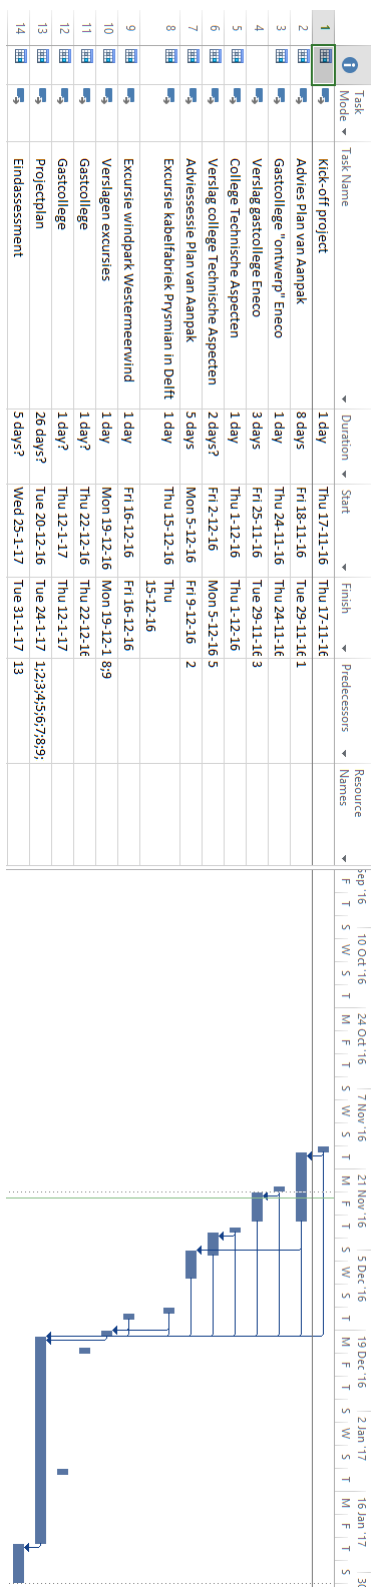 Task Mode Task Name Duration Start Finish Predecessors Resource Names
1 Kick-off project 1 day Thu 17-11-16 Thu 17-11-16
2 Advies Plan van Aanpak 8 days Fri 18-11-16 Tue 29-11-16 1
3 Gastcollege "ontwerp" Eneco 1 day Thu 24-11-16 Thu 24-11-16
4 Verslag gastcollege Eneco 3 days Fri 25-11-16 Tue 29-11-16 3
5 College Technische Aspecten 1 day Thu 1-12-16 Thu 1-12-16
6 Verslag college Technische Aspecten 2 days? Fri 2-12-16 Mon 5-12-16 5
7 Adviessessie Plan van Aanpak 5 days Mon 5-12-16 Fri 9-12-16 2
8 Excursie kabelfabriek Prysmian in Delft 1 day Thu 15-12-16 Thu 15-12-16
9 Excursie windpark Westermeerwind 1 day Fri 16-12-16 Fri 16-12-16
10 Verslagen excursies 1 day Mon 19-12-16 Mon 19-12-1 8;9
11 Gastcollege 1 day? Thu 22-12-16 Thu 22-12-16
12 Gastcollege 1 day? Thu 12-1-17 Thu 12-1-17
13 Projectplan 26 days? Tue 20-12-16 Tue 24-1-17 1;2;3;4;5;6;7;8;9;
14 Eindassessment 5 days? Wed 25-1-17 Tue 31-1-17 13
ep '16 10 Oct '16 24 Oct '16 7 Nov '16 21 Nov '16 5 Dec '16 19 Dec '16 2 Jan '17 16 Jan '17 30
F T S W S T M F T S W S T M F T S W S T M F T S W S T M F T S